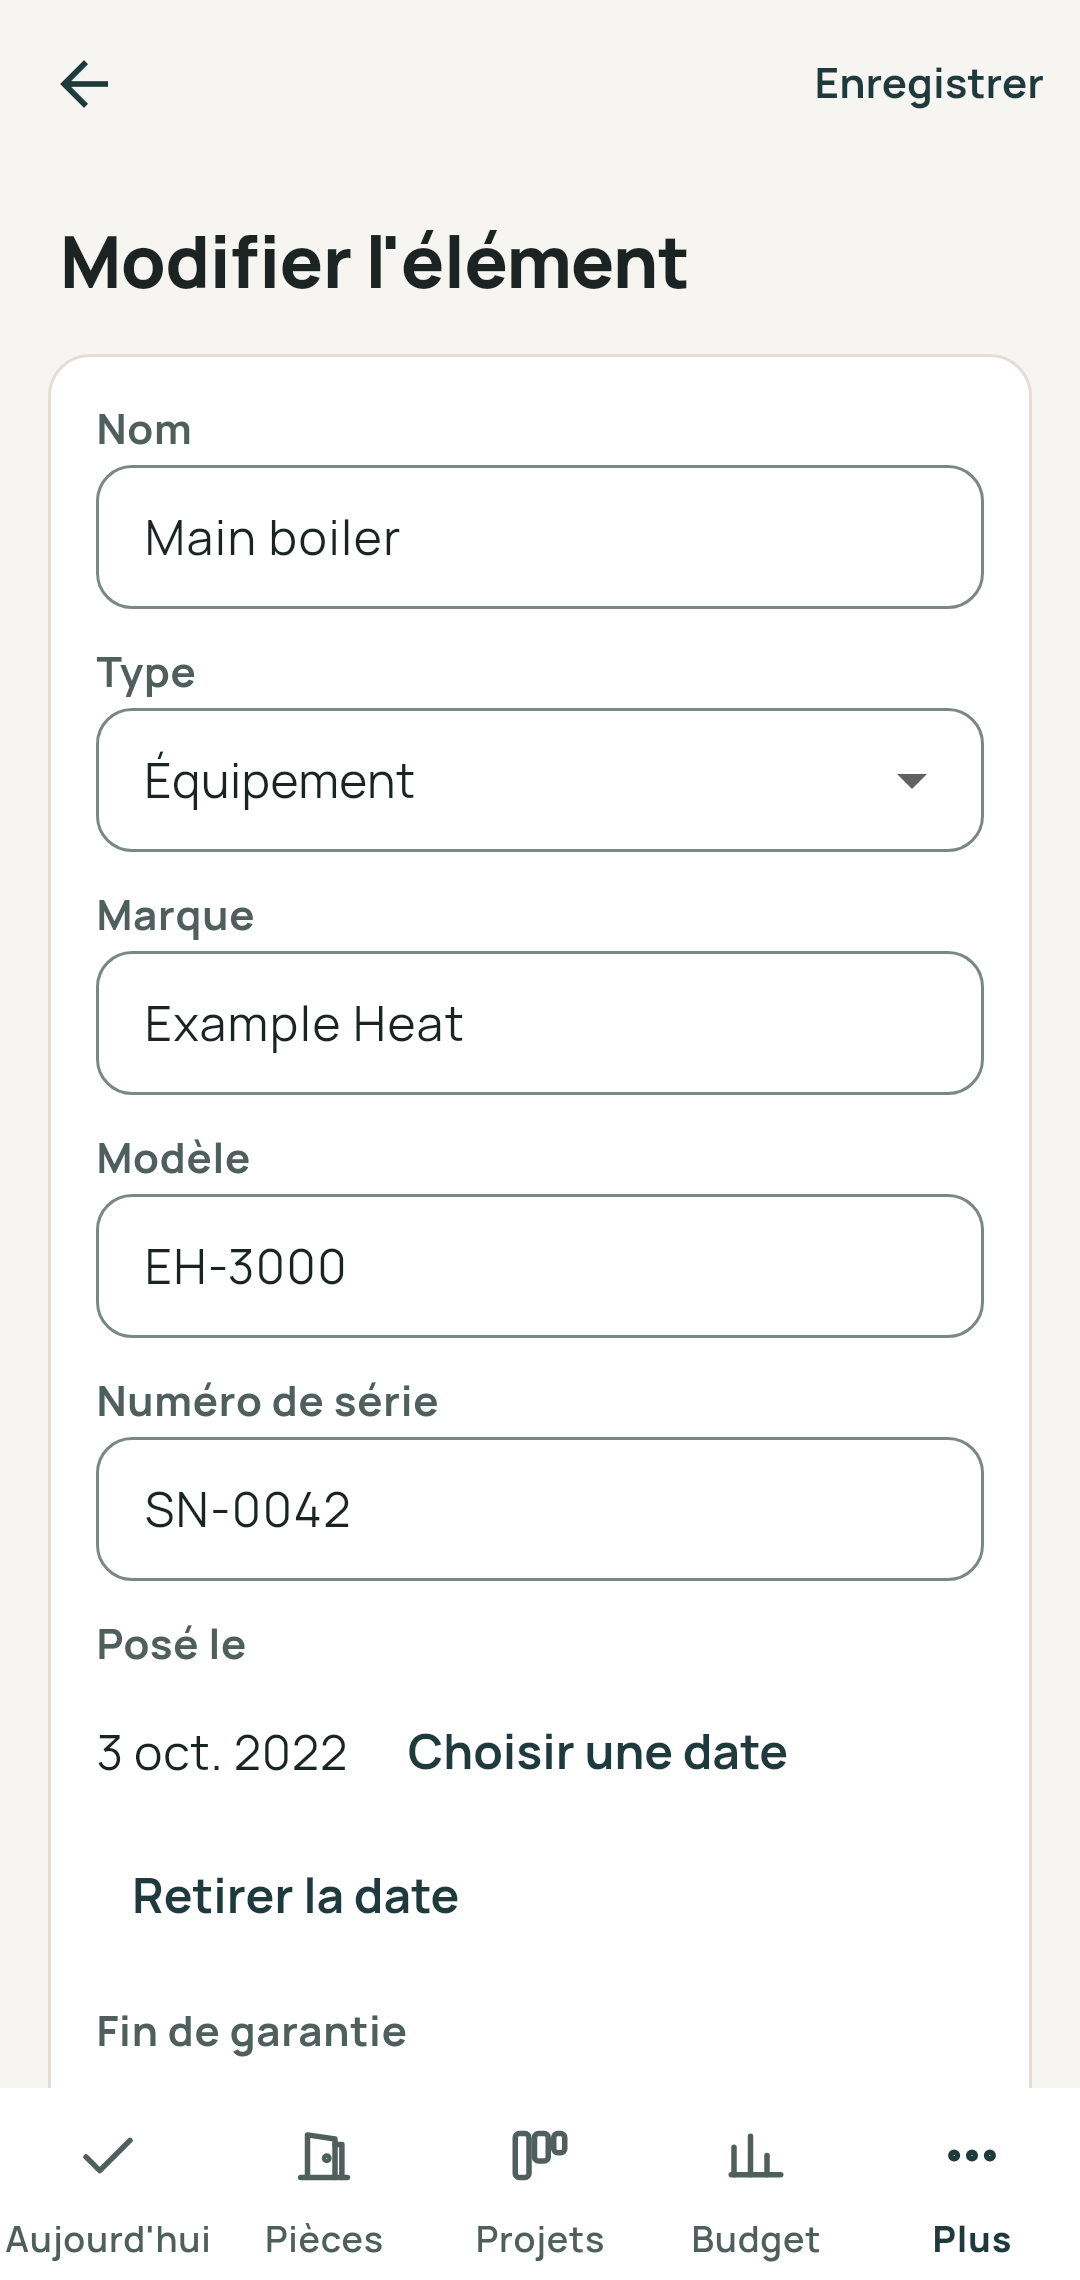 Enregistrer
Modifier l'élément
Nom
Main boiler
Type
Équipement
Marque
Example Heat
Modèle
EH-3000
Numéro de série
SN-0042
Posé le
3 oct. 2022 Choisir une date
Retirer la date
Fin de garantie
Aujourd'hui Pièces Projets Budget Plus